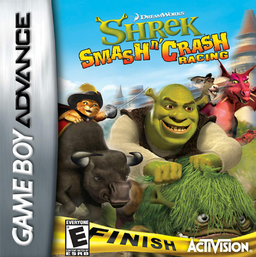 GAME BOY ADVANCE
DREAMWORKS
SHREK
SMASH n' CRASH
RACING
EVERYONE
E
ESRB
FINISH
ACTIVISION